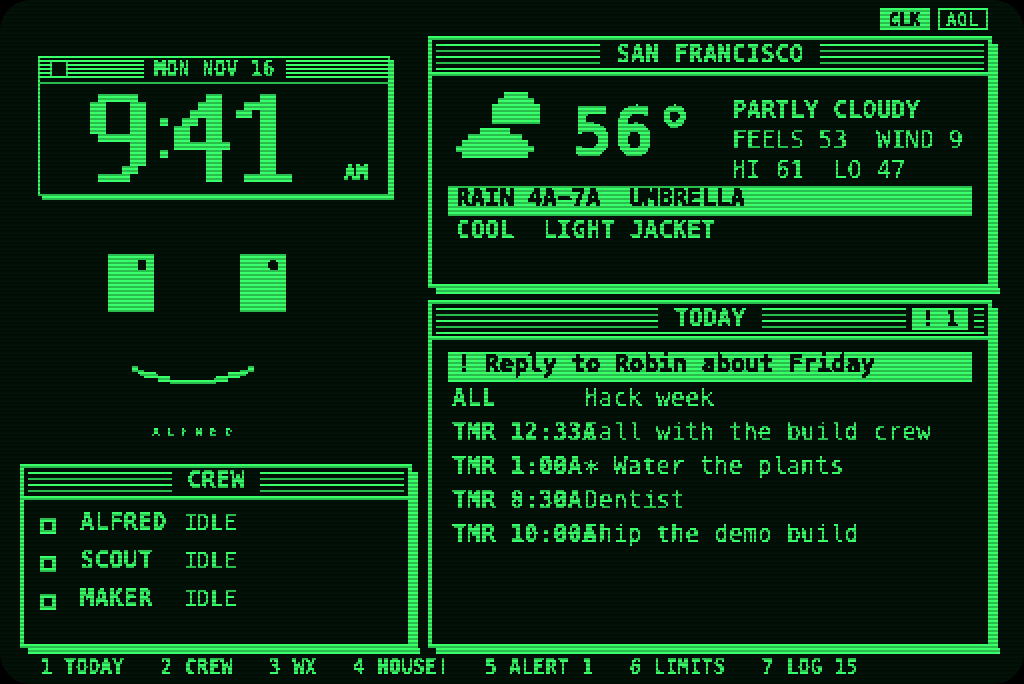 CLK AOL
MON NOV 16
9:41 AM
ALFRED
CREW
ALFRED IDLE
SCOUT IDLE
MAKER IDLE
SAN FRANCISCO
56°
PARTLY CLOUDY
FEELS 53 WIND 9
HI 61 LO 47
RAIN 4A-7A UMBRELLA
COOL LIGHT JACKET
TODAY ! 1
! Reply to Robin about Friday
ALL Hack week
TMR 12:33A all with the build crew
TMR 1:00A * Water the plants
TMR 8:30A Dentist
TMR 10:00A hip the demo build
1 TODAY 2 CREW 3 WX 4 HOUSE! 5 ALERT 1 6 LIMITS 7 LOG 15